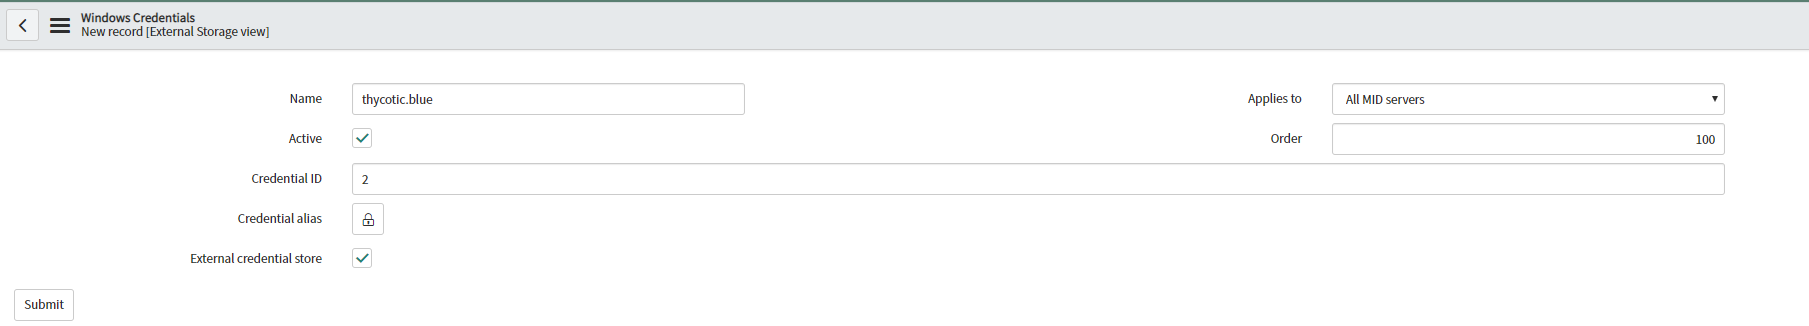 Windows Credentials
New record [External Storage view]
Name
thycotic.blue
Applies to
All MID servers
Active
Order
100
Credential ID
2
Credential alias
External credential store
Submit